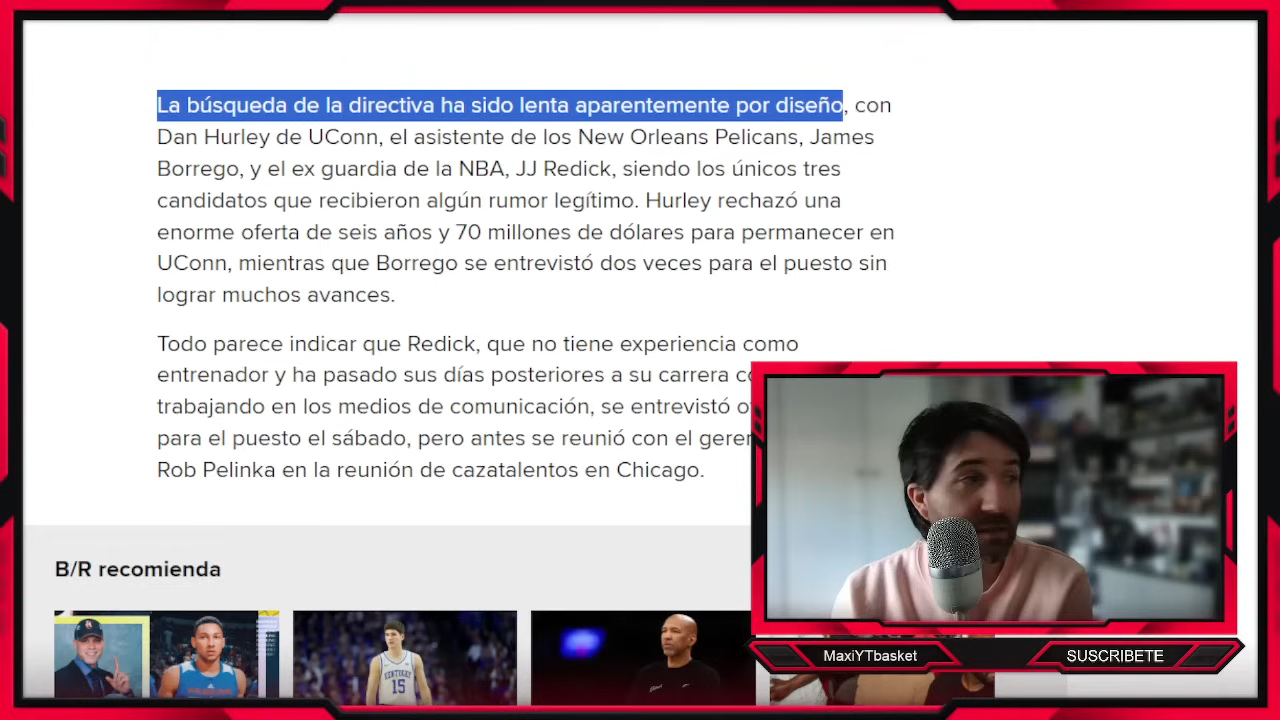 La búsqueda de la directiva ha sido lenta aparentemente por diseño, con
Dan Hurley de UConn, el asistente de los New Orleans Pelicans, James
Borrego, y el ex guardia de la NBA, JJ Redick, siendo los únicos tres
candidatos que recibieron algún rumor legítimo. Hurley rechazó una
enorme oferta de seis años y 70 millones de dólares para permanecer en
UConn, mientras que Borrego se entrevistó dos veces para el puesto sin
lograr muchos avances.
Todo parece indicar que Redick, que no tiene experiencia como
entrenador y ha pasado sus días posteriores a su carrera
trabajando en los medios de comunicación, se entrevistó
para el puesto el sábado, pero antes se reunió con el
Rob Pelinka en la reunión de cazatalentos en Chicago.
B/R recomienda
KENTUCKY
15
MaxiYTbasket
SUSCRIBETE